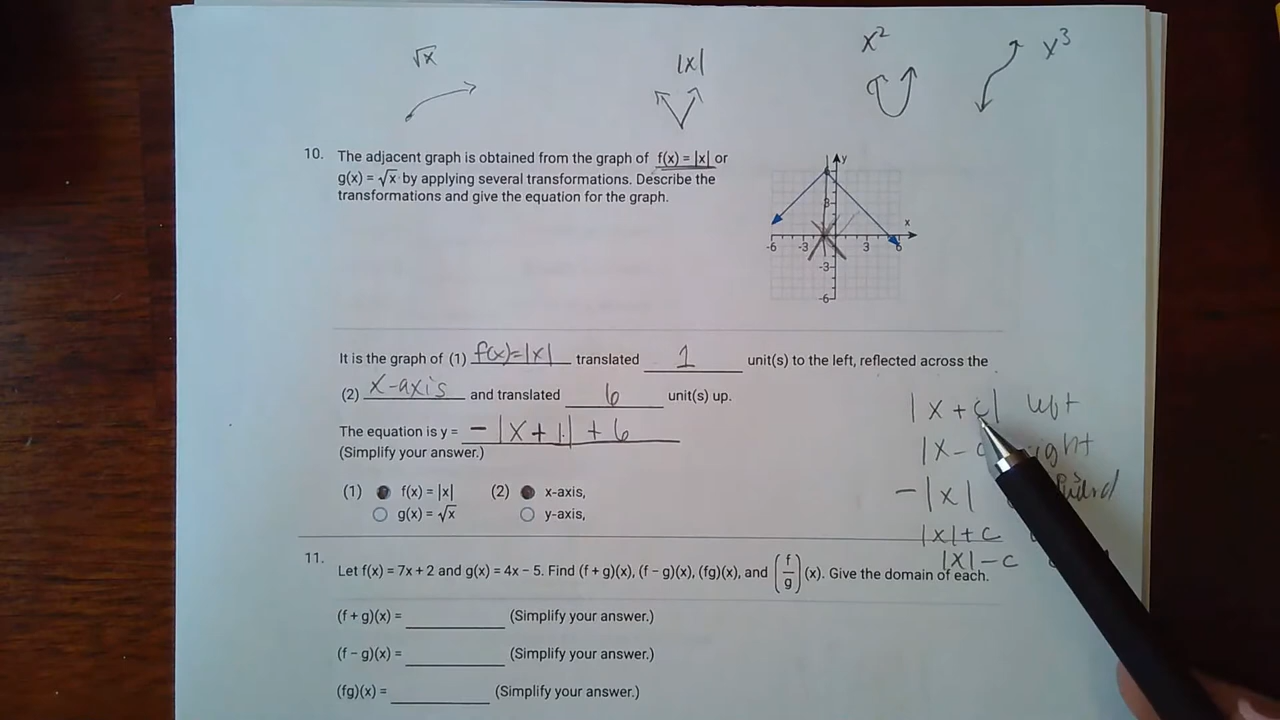 √x
|x|
x²
x³
10. The adjacent graph is obtained from the graph of f(x) = |x| or
g(x) = √x by applying several transformations. Describe the
transformations and give the equation for the graph.
y
x
-6 -3 3 6
3
-3
-6
It is the graph of (1) f(x)=|x| translated 1 unit(s) to the left, reflected across the
(2) x-axis and translated 6 unit(s) up.
The equation is y = - |x + 1| + 6
(Simplify your answer.)
|x + c| left
|x - right
- |x|
|x| + c
|x| - c
(1) f(x) = |x| (2) x-axis,
g(x) = √x y-axis,
11. Let f(x) = 7x + 2 and g(x) = 4x - 5. Find (f + g)(x), (f - g)(x), (fg)(x), and (f/g)(x). Give the domain of each.
(f + g)(x) = (Simplify your answer.)
(f - g)(x) = (Simplify your answer.)
(fg)(x) = (Simplify your answer.)